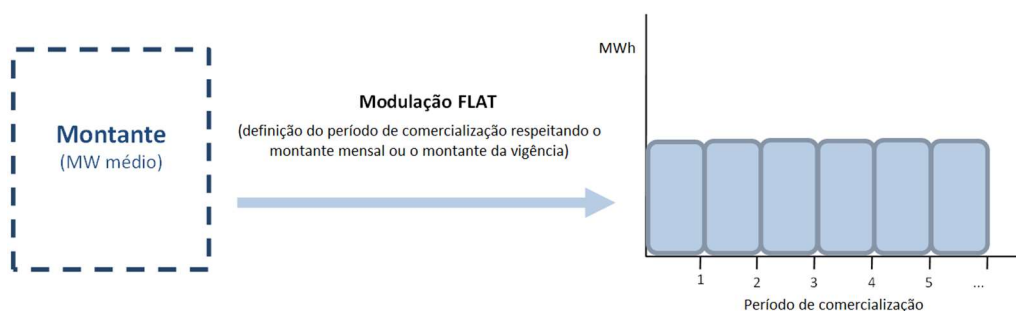 Montante
(MW médio)
Modulação FLAT
(definição do período de comercialização respeitando o
montante mensal ou o montante da vigência)
MWh
1 2 3 4 5 ...
Período de comercialização